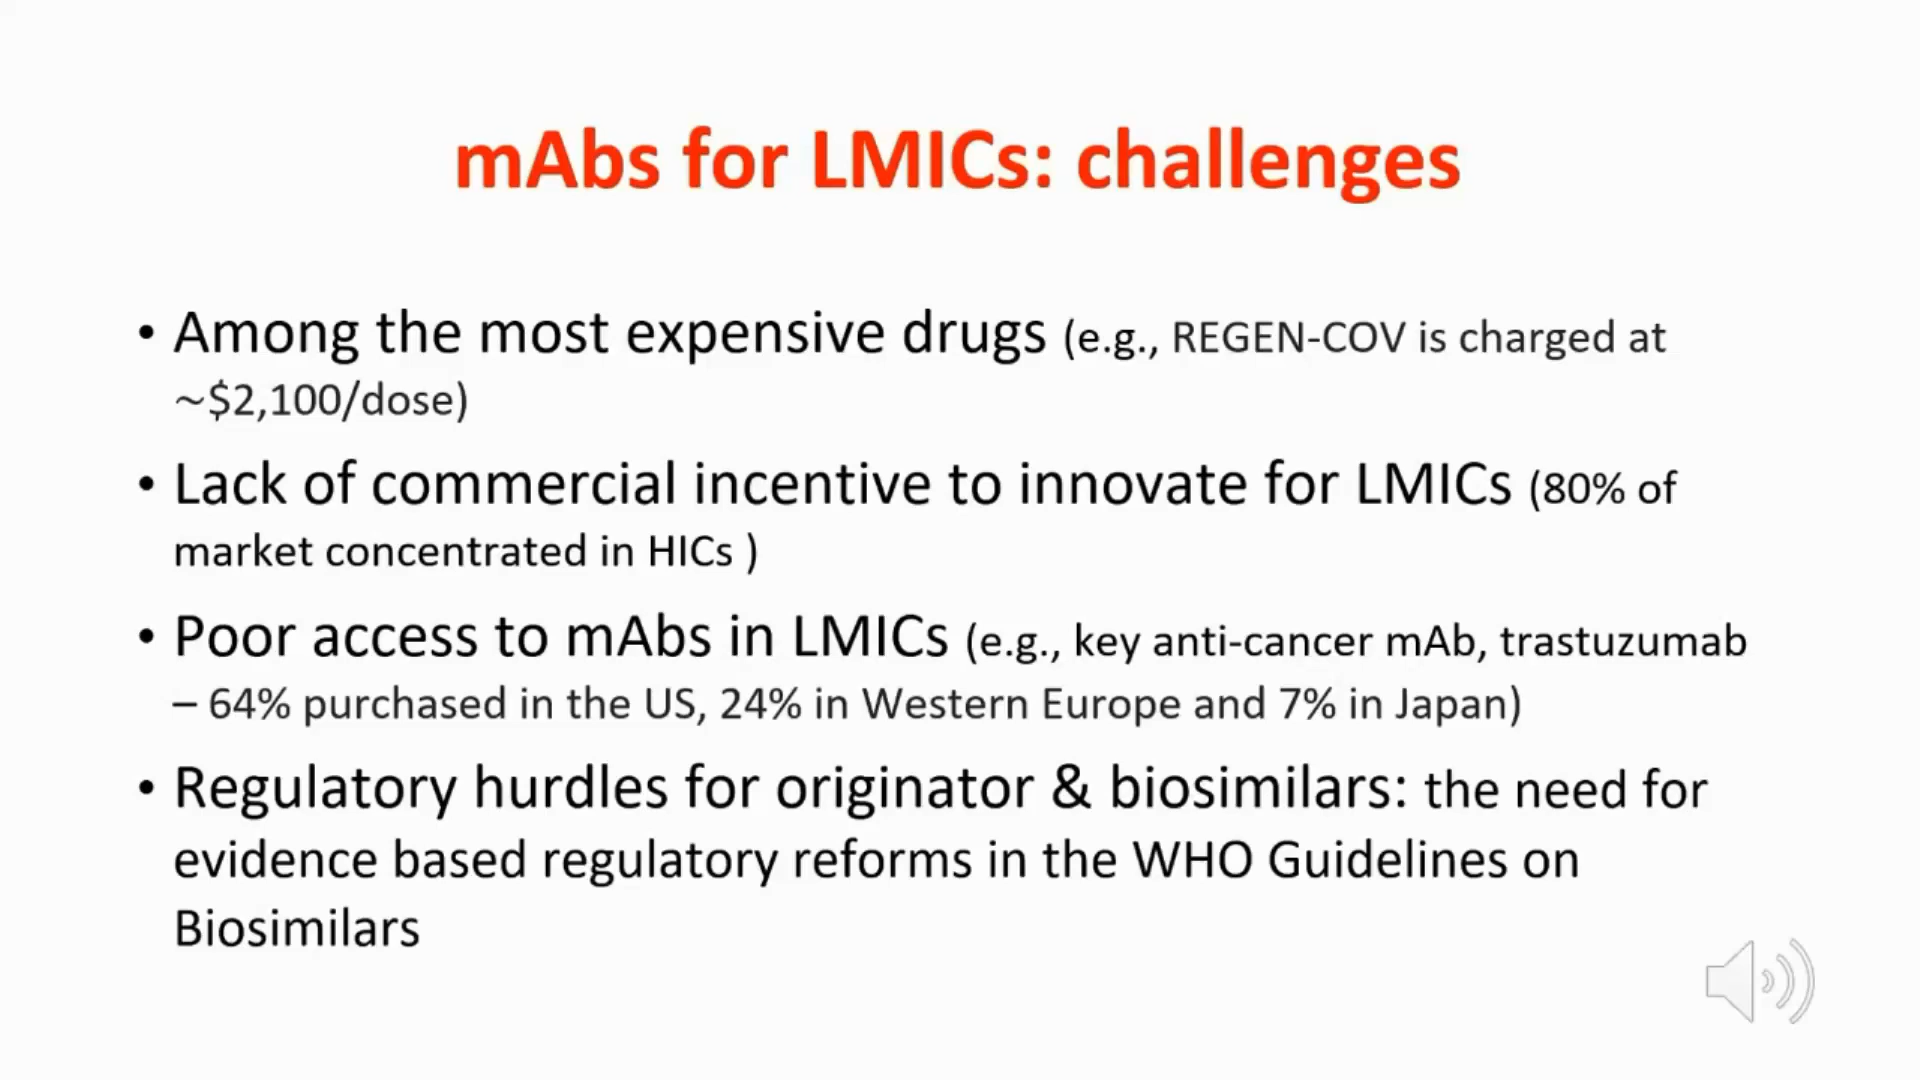 mAbs for LMICs: challenges
• Among the most expensive drugs (e.g., REGEN-COV is charged at
~$2,100/dose)
• Lack of commercial incentive to innovate for LMICs (80% of
market concentrated in HICs )
• Poor access to mAbs in LMICs (e.g., key anti-cancer mAb, trastuzumab
– 64% purchased in the US, 24% in Western Europe and 7% in Japan)
• Regulatory hurdles for originator & biosimilars: the need for
evidence based regulatory reforms in the WHO Guidelines on
Biosimilars